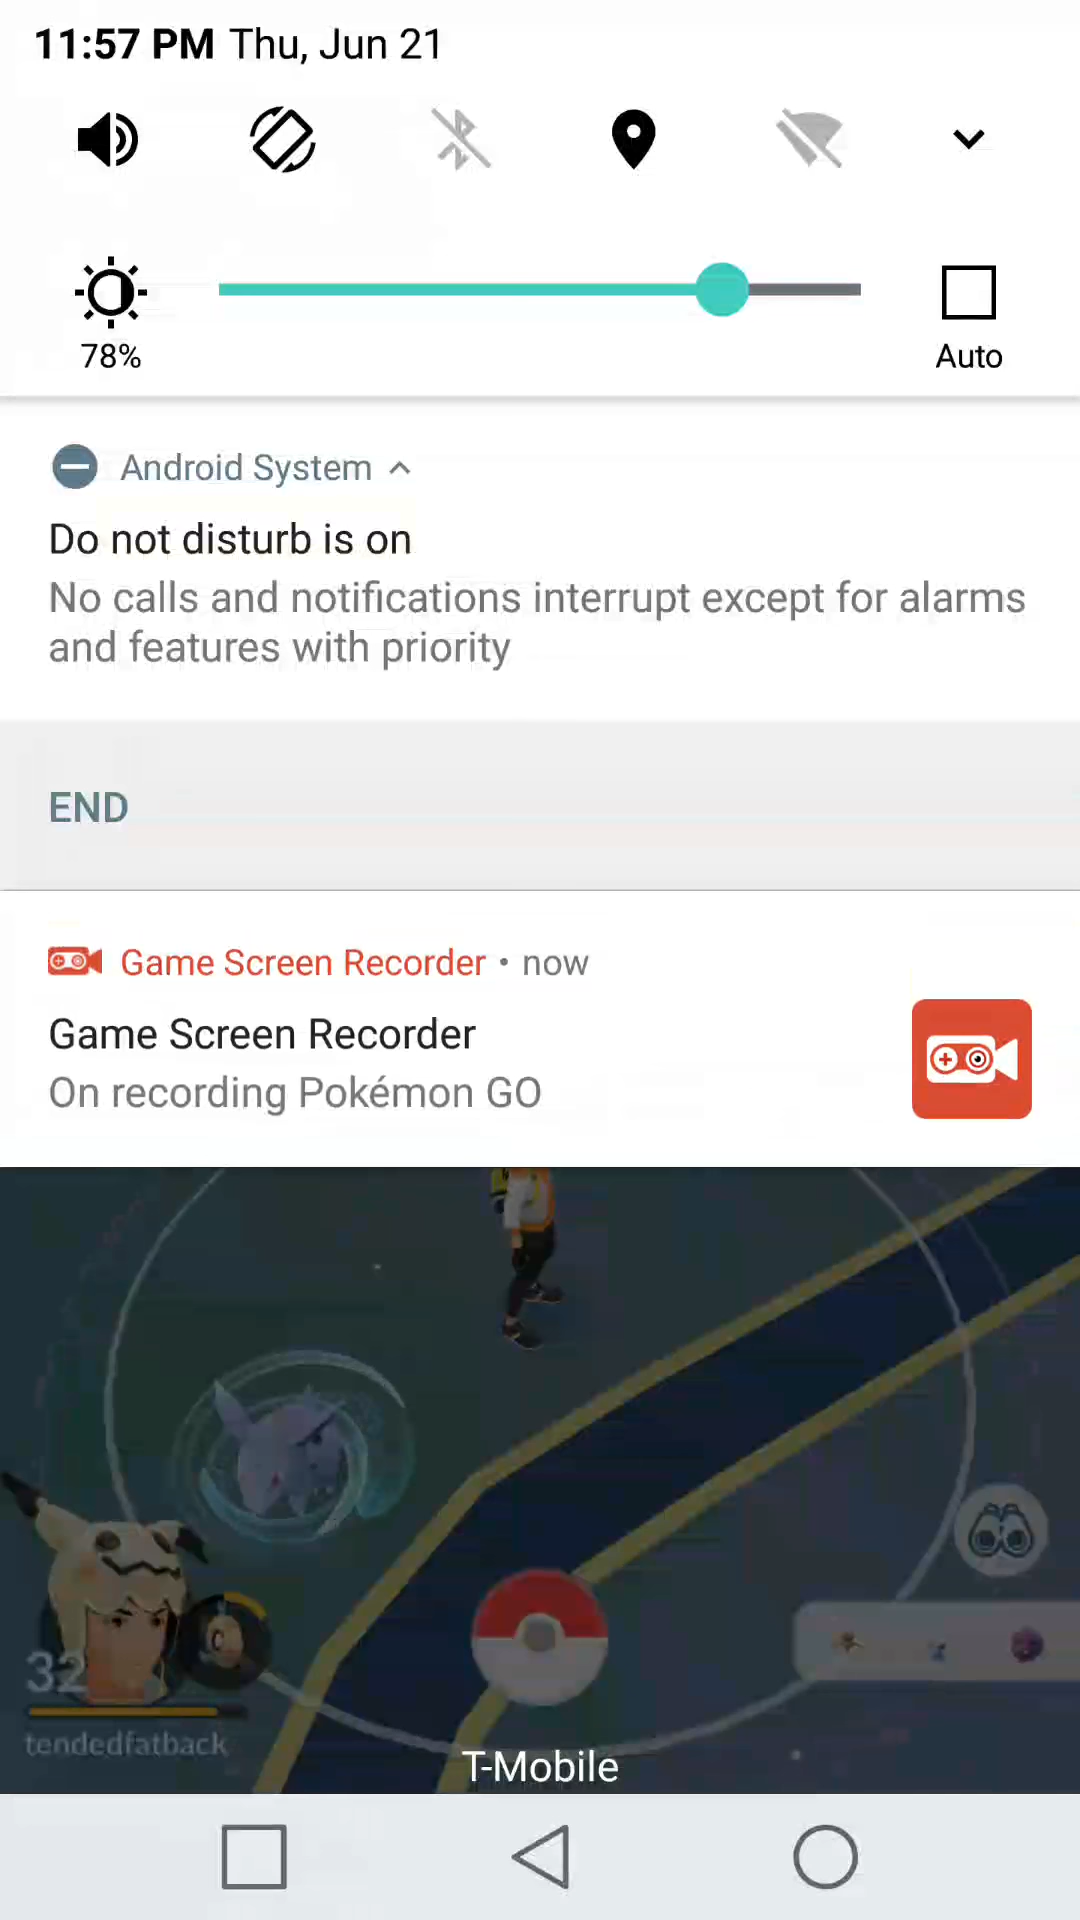 11:57 PM Thu, Jun 21
78%
Auto
Android System
Do not disturb is on
No calls and notifications interrupt except for alarms
and features with priority
END
Game Screen Recorder • now
Game Screen Recorder
On recording Pokémon GO
32
tendedfatback
T-Mobile